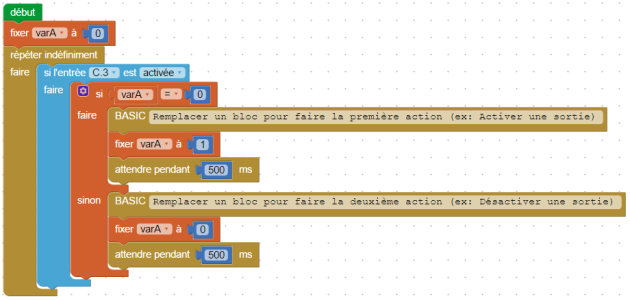 début
fixer varA à 0
répéter indéfiniment
faire si l'entrée C.3 est activée
faire si varA = 0
faire BASIC Remplacer un bloc pour faire la première action (ex: Activer une sortie)
fixer varA à 1
attendre pendant 500 ms
sinon BASIC Remplacer un bloc pour faire la deuxième action (ex: Désactiver une sortie)
fixer varA à 0
attendre pendant 500 ms